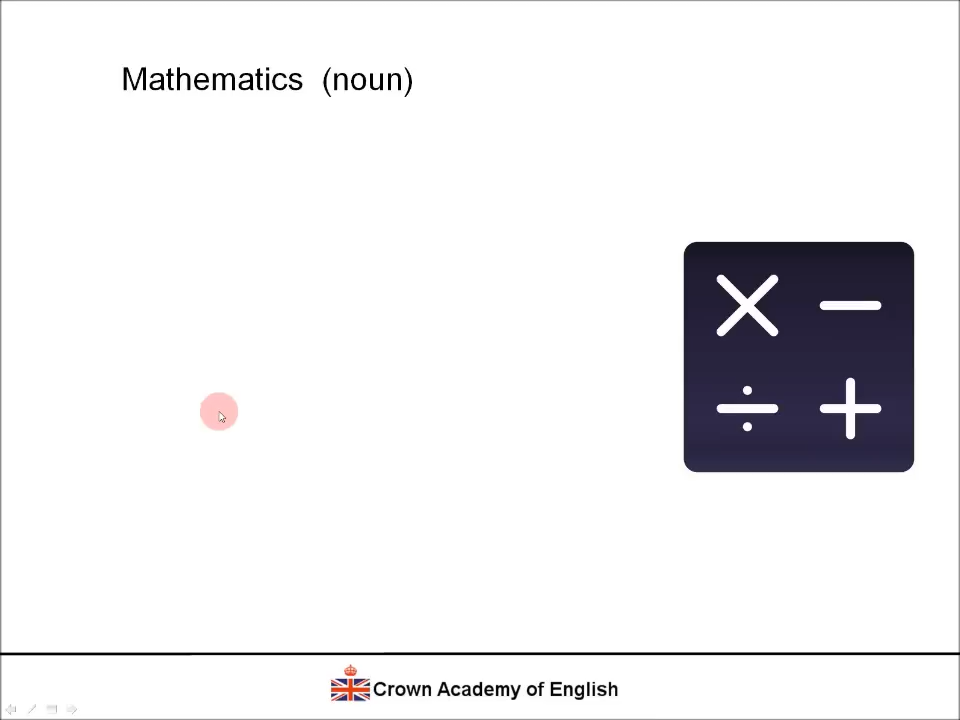 Mathematics (noun)
× −
÷ +
Crown Academy of English